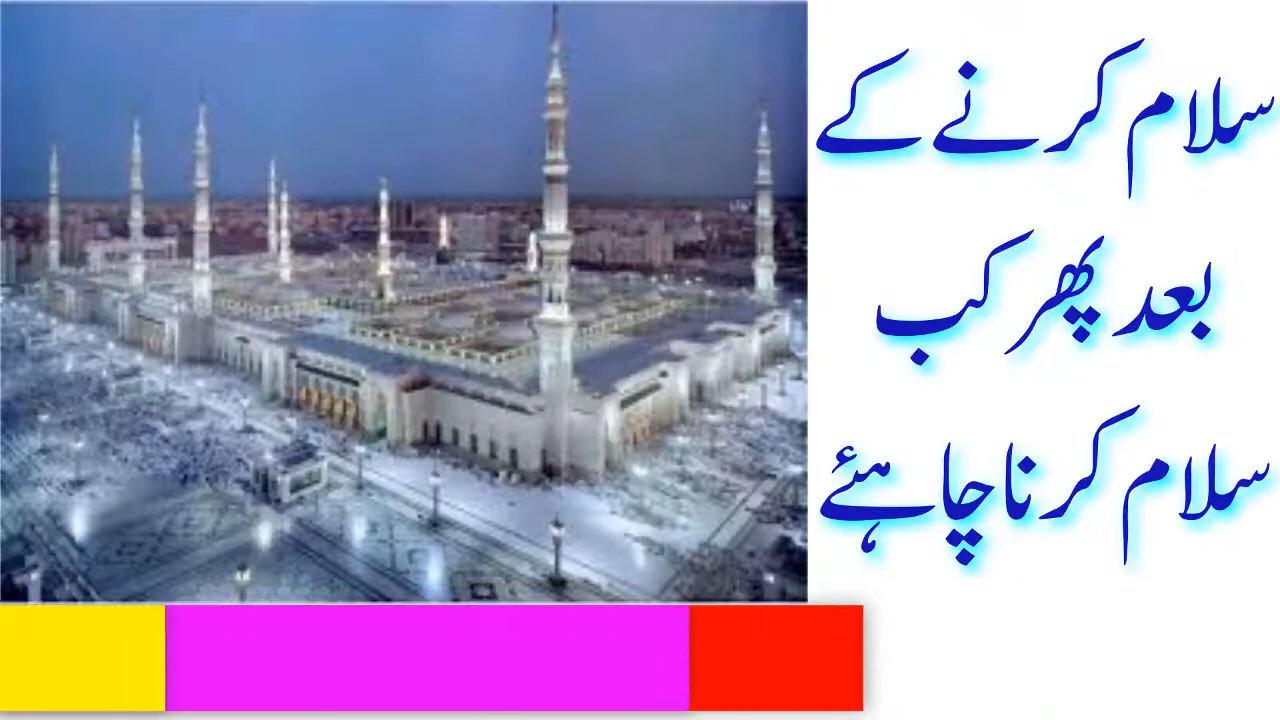 سلام کرنے کے
بعد پھر کب
سلام کرنا چاہئے